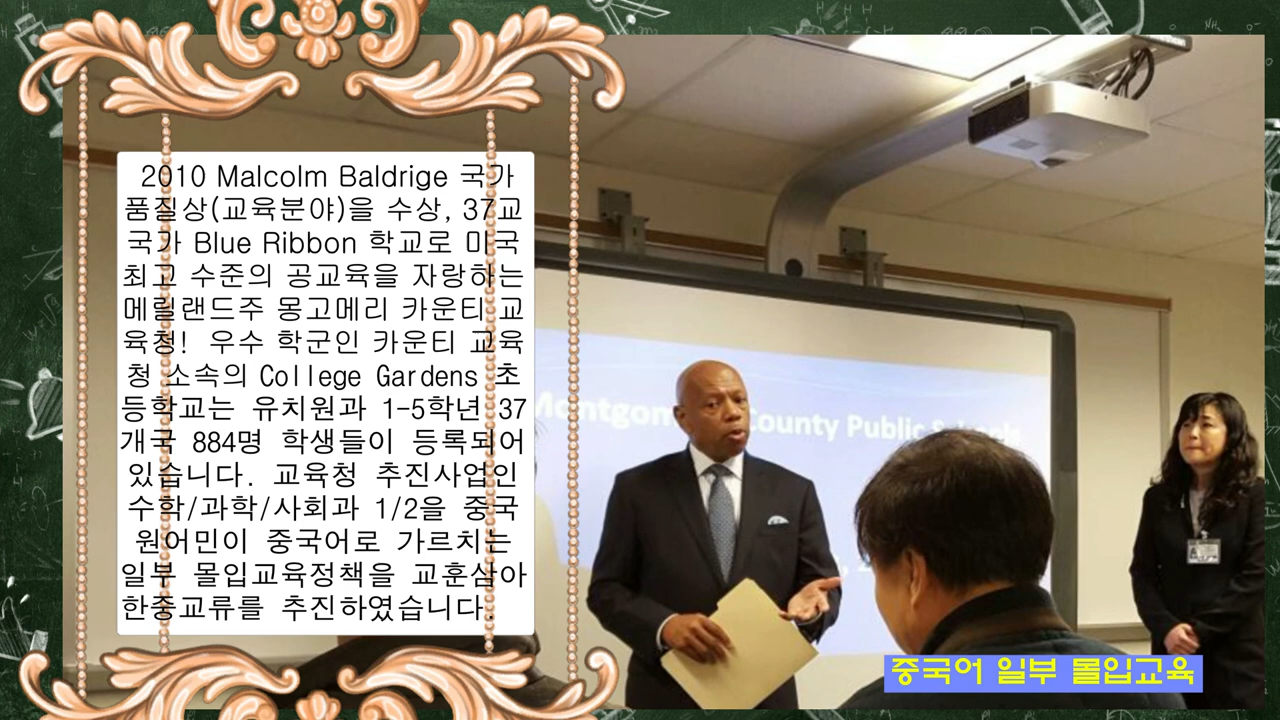 2010 Malcolm Baldrige 국가
품질상(교육분야)을 수상, 37교
국가 Blue Ribbon 학교로 미국
최고 수준의 공교육을 자랑하는
메릴랜드주 몽고메리 카운티 교
육청! 우수 학군인 카운티 교육
청 소속의 College Gardens 초
등학교는 유치원과 1-5학년 37
개국 884명 학생들이 등록되어
있습니다. 교육청 추진사업인
수학/과학/사회과 1/2을 중국
원어민이 중국어로 가르치는
일부 몰입교육정책을 교훈삼아
한중교류를 추진하였습니다.
County Public
중국어 일부 몰입교육